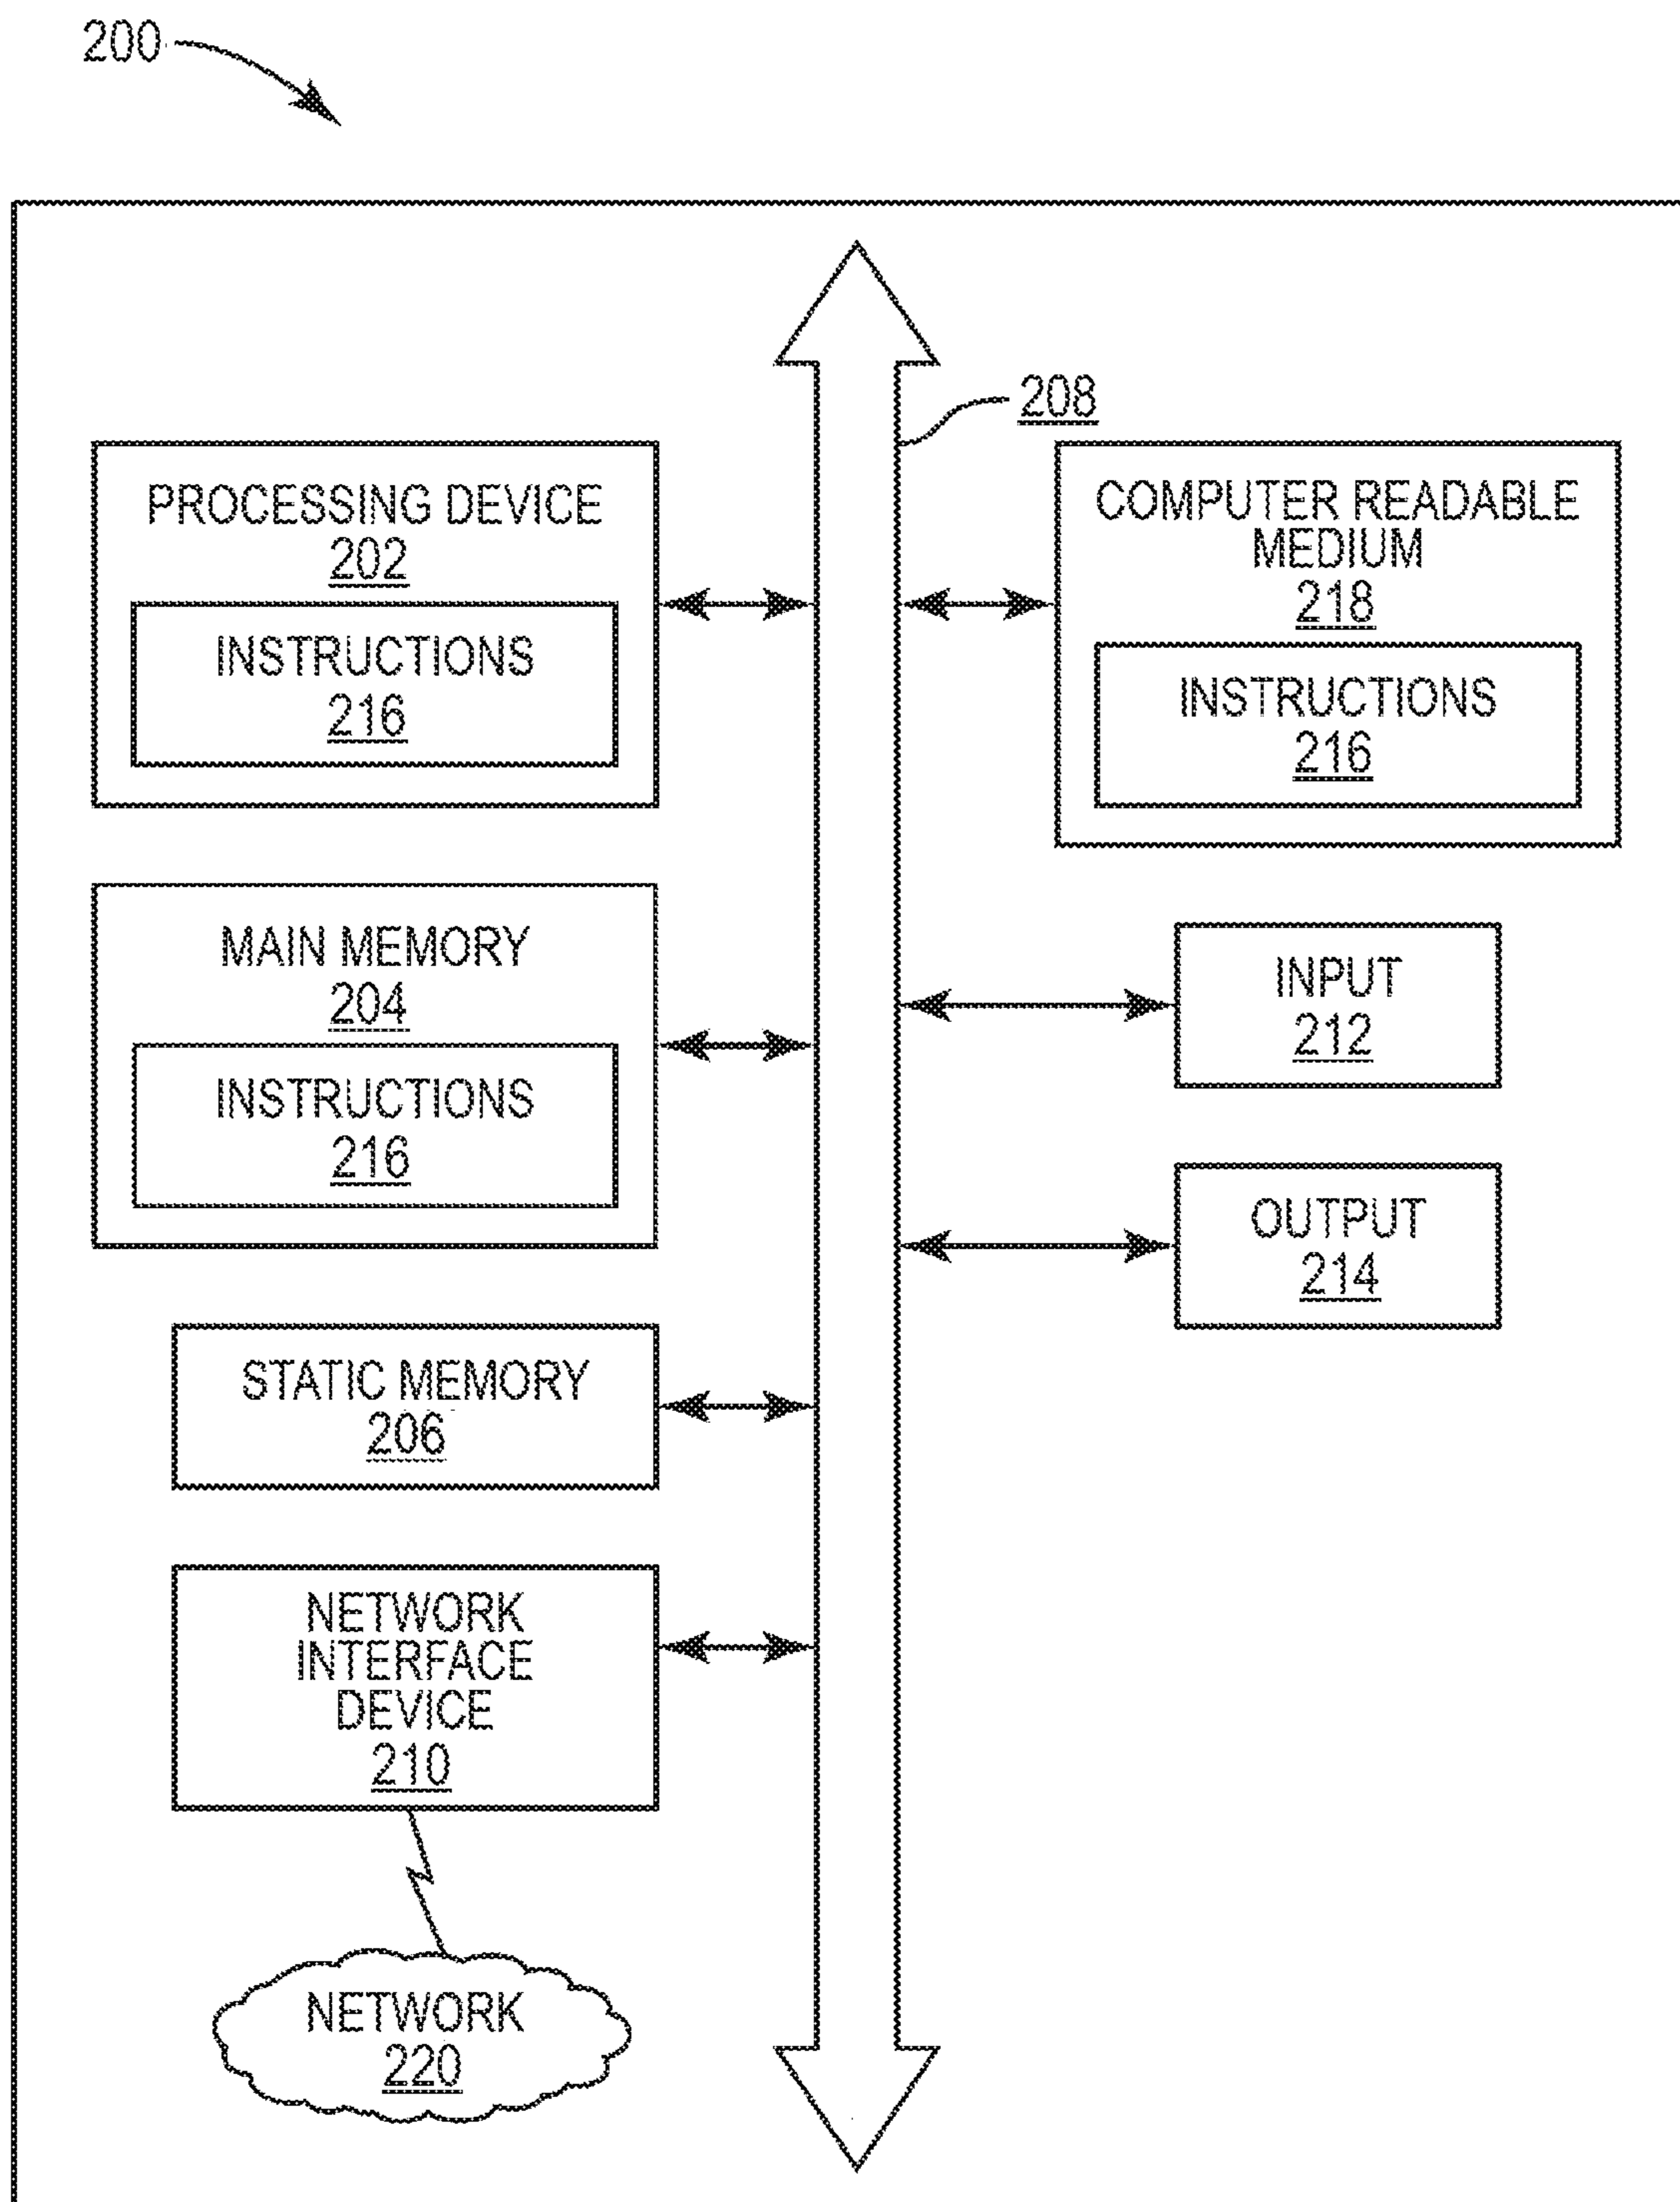 200
208
PROCESSING DEVICE
202
INSTRUCTIONS
216
COMPUTER READABLE
MEDIUM
218
INSTRUCTIONS
216
MAIN MEMORY
204
INSTRUCTIONS
216
INPUT
212
OUTPUT
214
STATIC MEMORY
206
NETWORK
INTERFACE
DEVICE
210
NETWORK
220